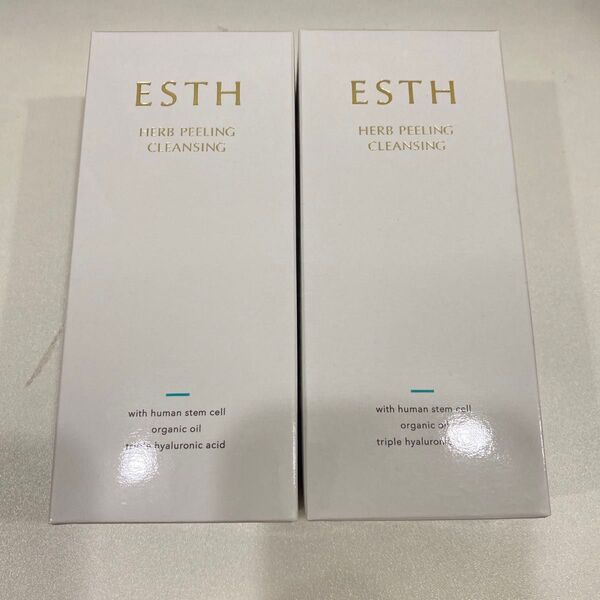 ESTH
HERB PEELING
CLEANSING
with human stem cell
organic oil
triple hyaluronic acid
ESTH
HERB PEELING
CLEANSING
with human stem cell
organic oil
triple hyaluronic